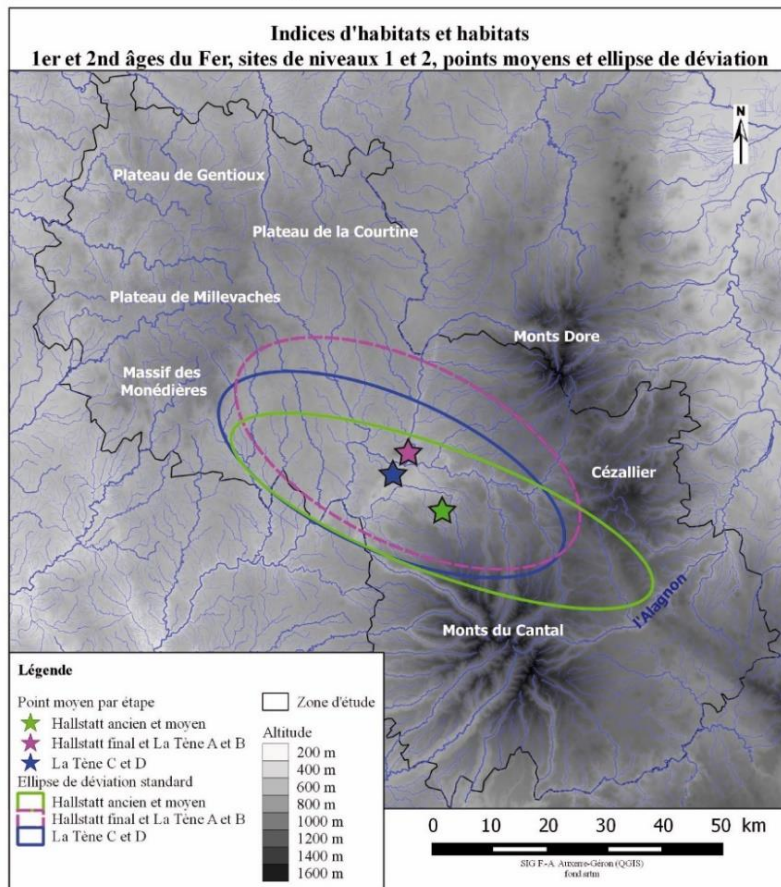 Indices d'habitats et habitats
1er et 2nd âges du Fer, sites de niveaux 1 et 2, points moyens et ellipse de déviation
N
Plateau de Gentioux
Plateau de la Courtine
Plateau de Millevaches
Monts Dore
Massif des
Monédières
Cézallier
l'Alagnon
Monts du Cantal
Légende
Point moyen par étape
Hallstatt ancien et moyen
Hallstatt final et La Tène A et B
La Tène C et D
Ellipse de déviation standard
Hallstatt ancien et moyen
Hallstatt final et La Tène A et B
La Tène C et D
Zone d'étude
Altitude
200 m
400 m
600 m
800 m
1000 m
1200 m
1400 m
1600 m
0 10 20 30 40 50 km
SIG F-A. Auxerre-Géron (QGIS)
fond srtm